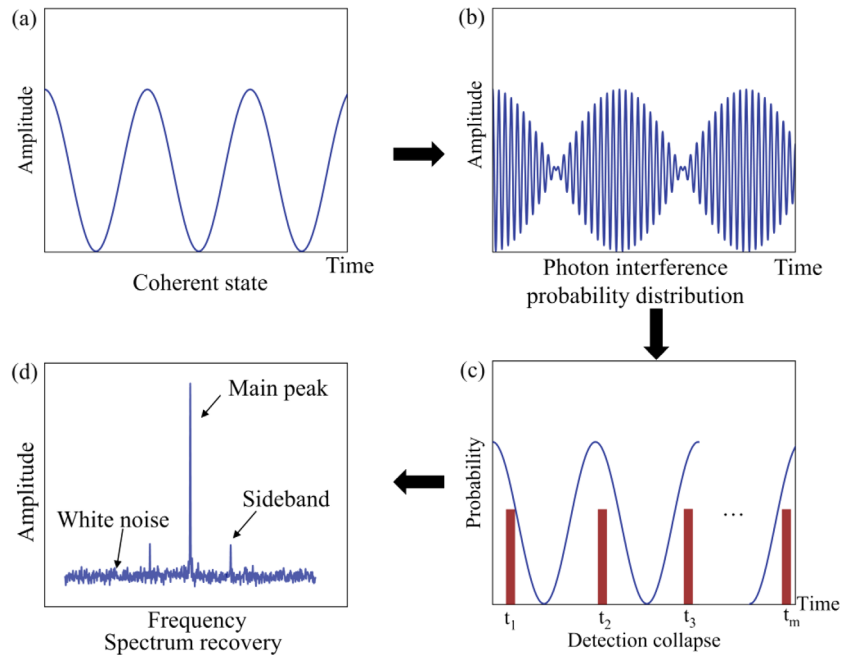 (a)
Amplitude
Time
Coherent state
(b)
Amplitude
Photon interference
probability distribution
Time
(c)
Probability
...
t1
t2
t3
tm
Time
Detection collapse
(d)
Amplitude
Main peak
Sideband
White noise
Frequency
Spectrum recovery